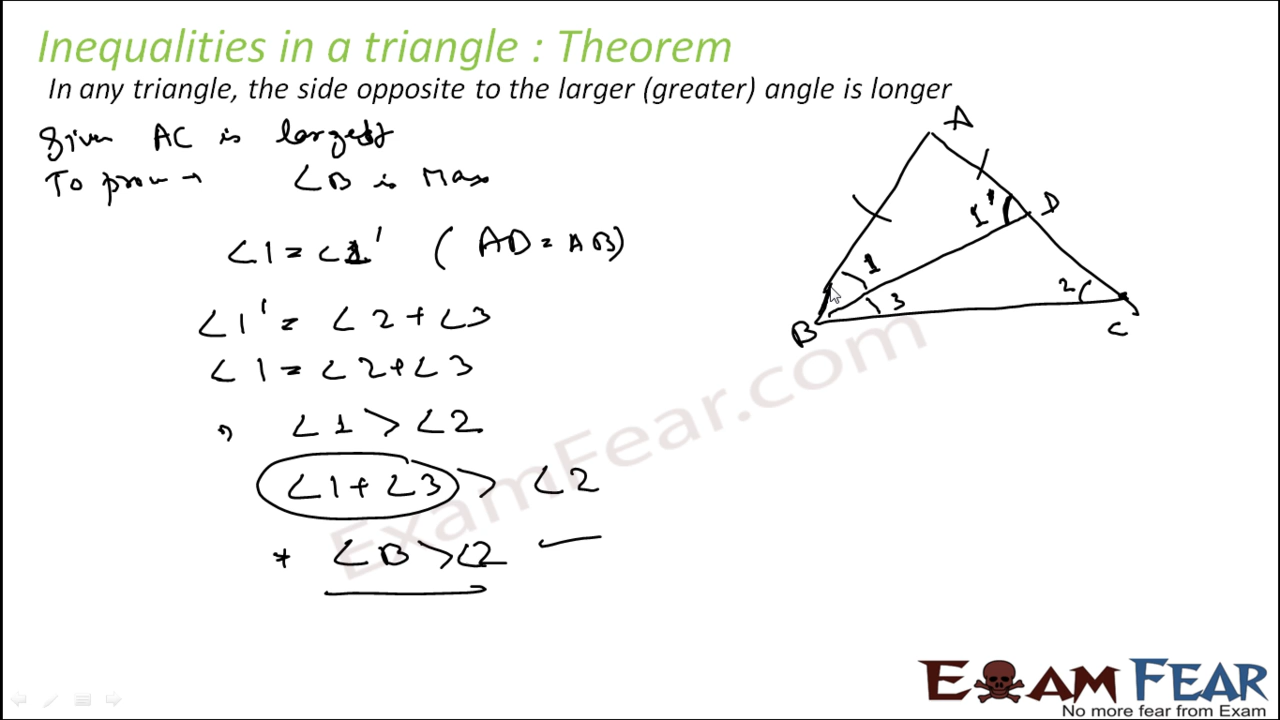 Inequalities in a triangle : Theorem
In any triangle, the side opposite to the larger (greater) angle is longer
Given AC is largest
To prove → ∠B is Max
∠1 = ∠1' ( AD = AB)
∠1' = ∠2 + ∠3
∠1 = ∠2 + ∠3
∠1 > ∠2
∠1 + ∠3 > ∠2
∠B > ∠2
A
D
1'
1
3
2
B
C
ExamFear.com
EXAM FEAR
No more fear from Exam